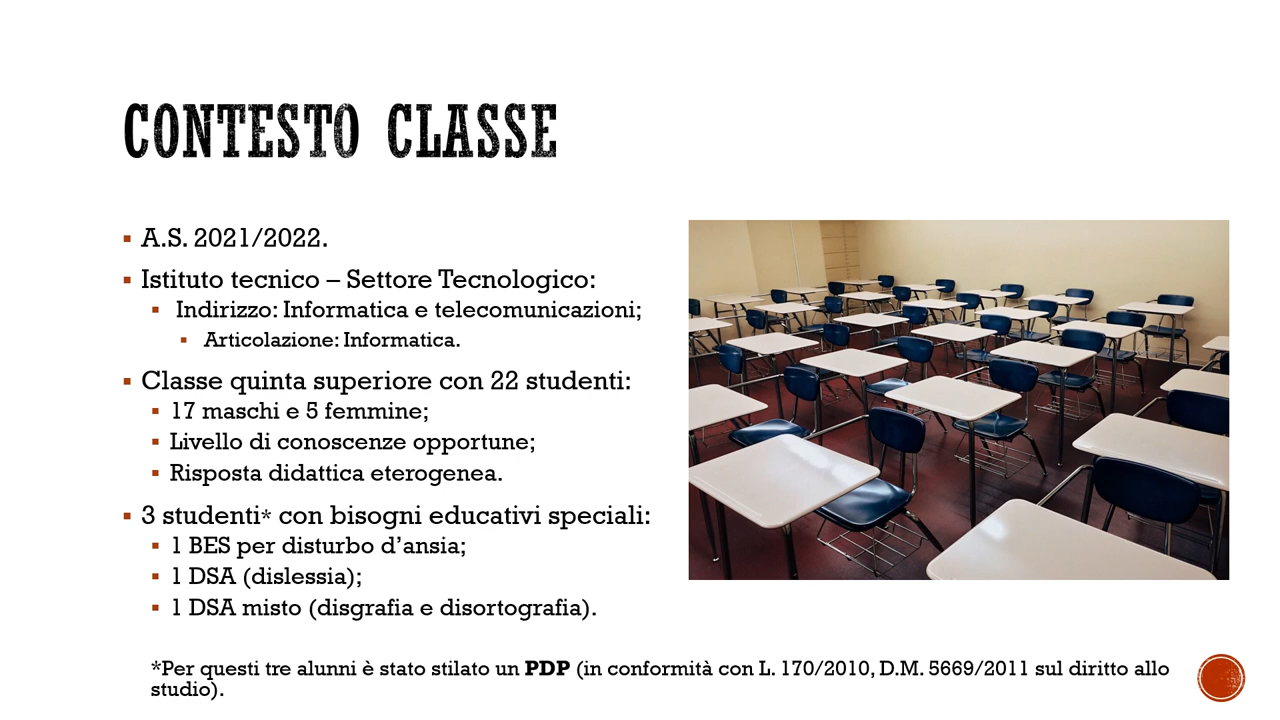 CONTESTO CLASSE
A.S. 2021/2022.
Istituto tecnico – Settore Tecnologico:
Indirizzo: Informatica e telecomunicazioni;
Articolazione: Informatica.
Classe quinta superiore con 22 studenti:
17 maschi e 5 femmine;
Livello di conoscenze opportune;
Risposta didattica eterogenea.
3 studenti* con bisogni educativi speciali:
1 BES per disturbo d’ansia;
1 DSA (dislessia);
1 DSA misto (disgrafia e disortografia).
*Per questi tre alunni è stato stilato un PDP (in conformità con L. 170/2010, D.M. 5669/2011 sul diritto allo
studio).